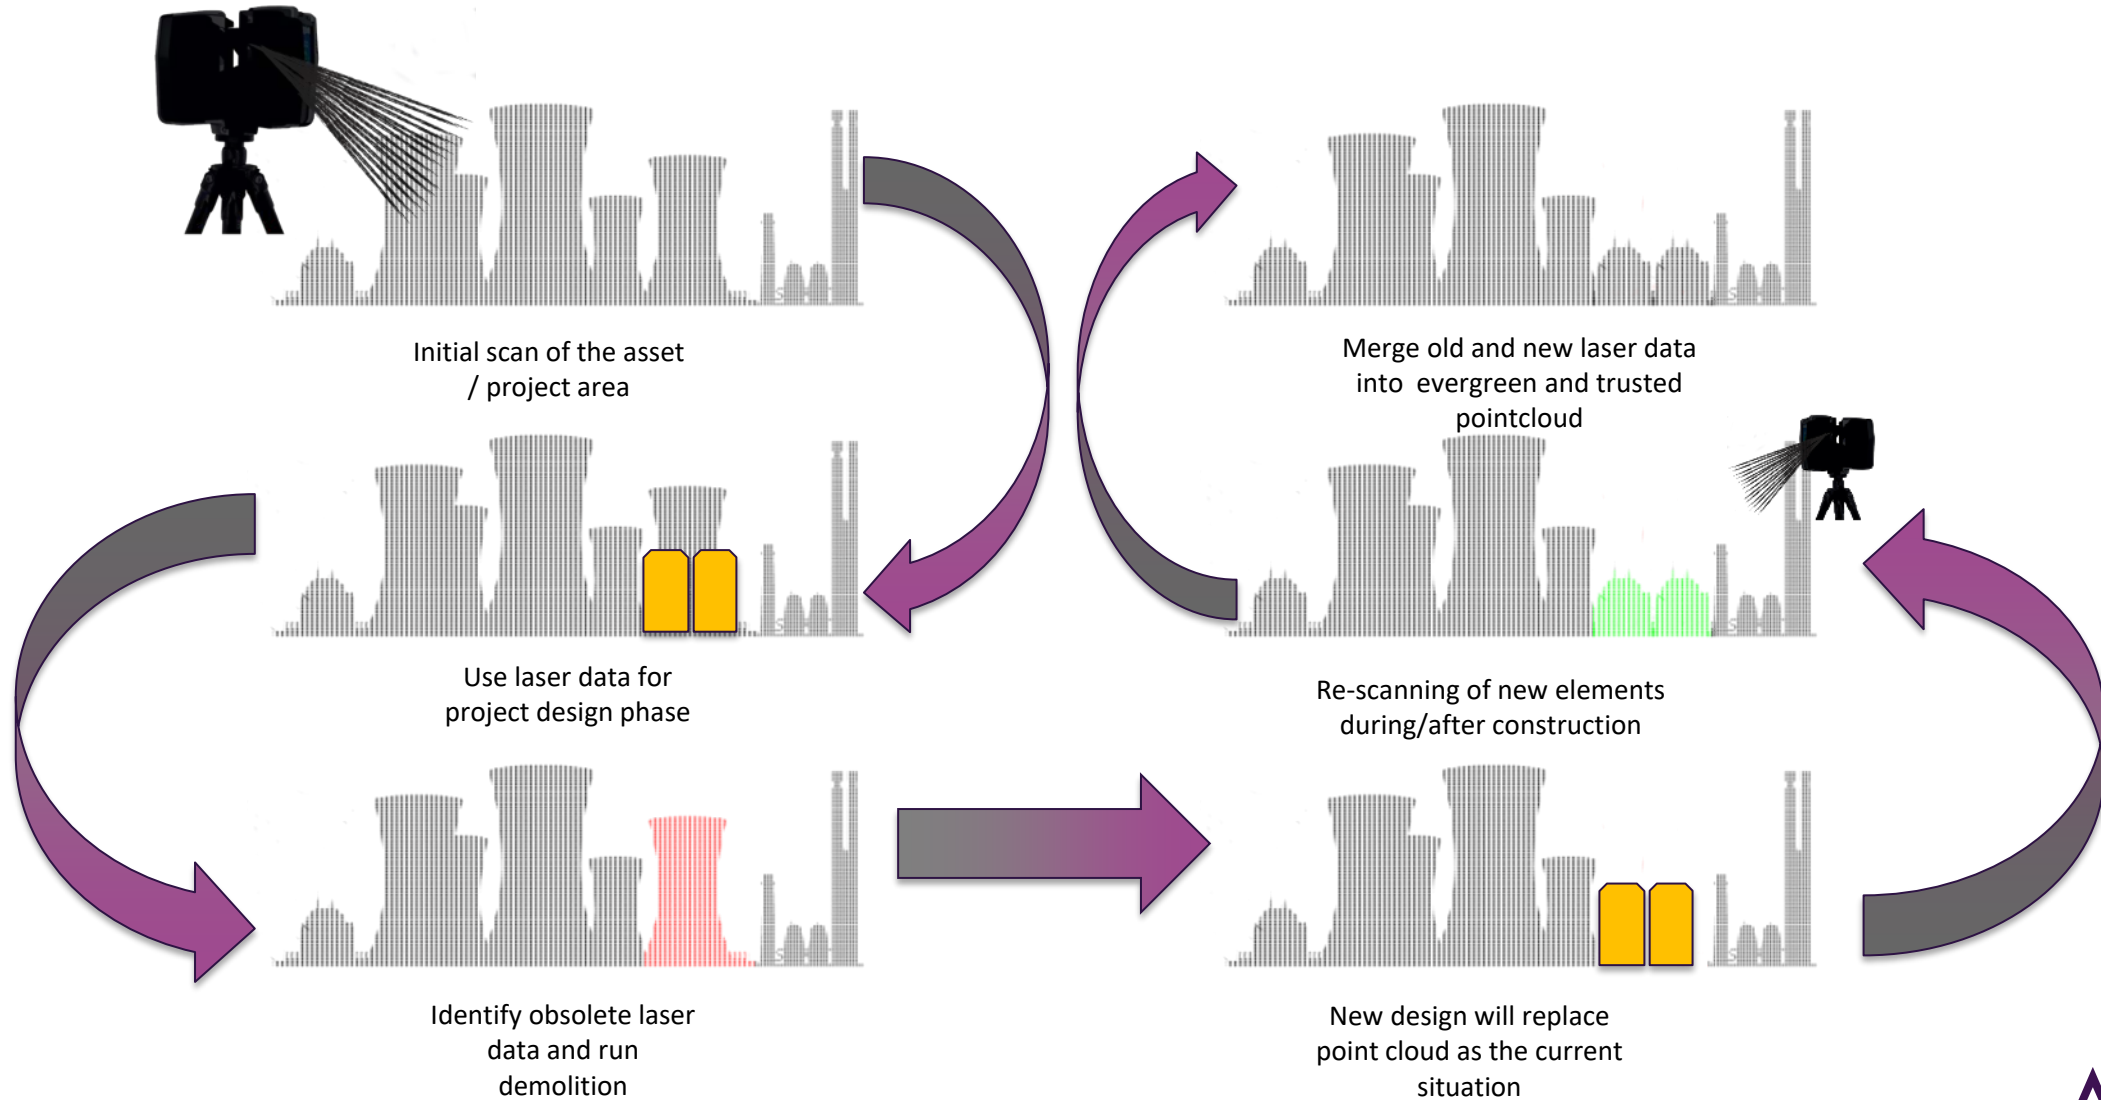 Initial scan of the asset
/ project area
Use laser data for
project design phase
Identify obsolete laser
data and run
demolition
New design will replace
point cloud as the current
situation
Re-scanning of new elements
during/after construction
Merge old and new laser data
into evergreen and trusted
pointcloud